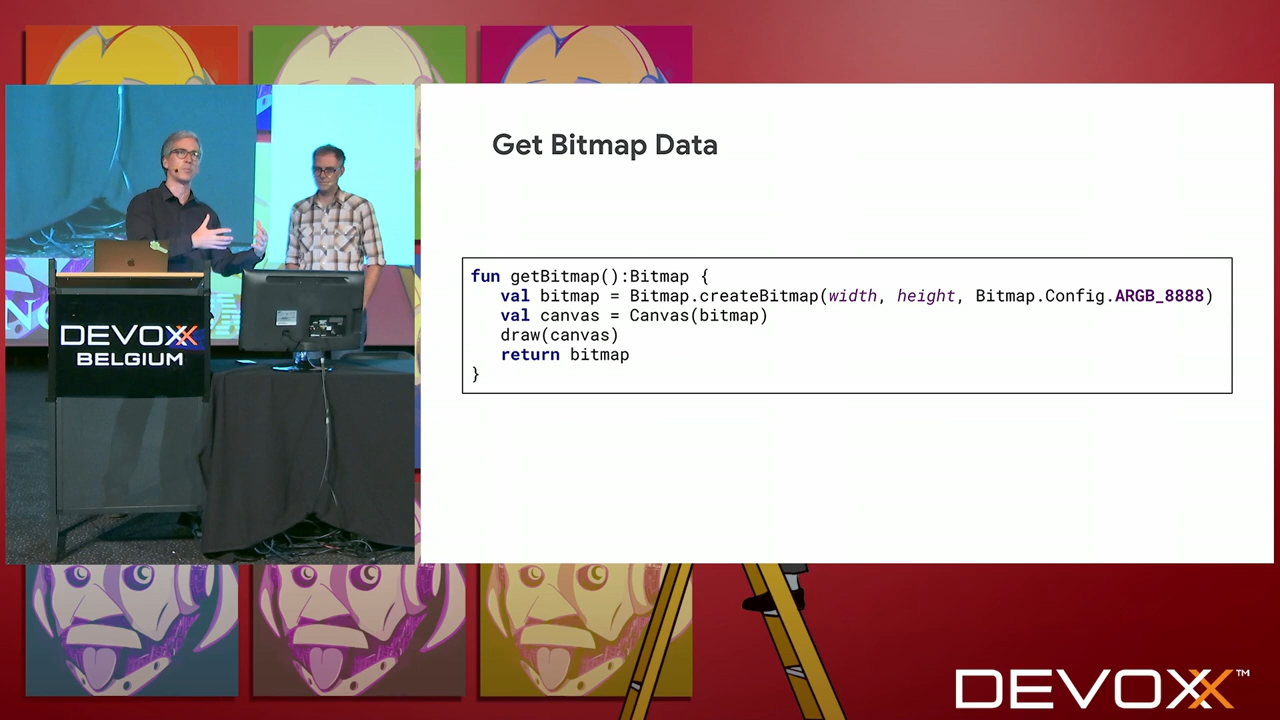 Get Bitmap Data
fun getBitmap():Bitmap {
val bitmap = Bitmap.createBitmap(width, height, Bitmap.Config.ARGB_8888)
val canvas = Canvas(bitmap)
draw(canvas)
return bitmap
}
DEVOXX
BELGIUM
DEVOXX™